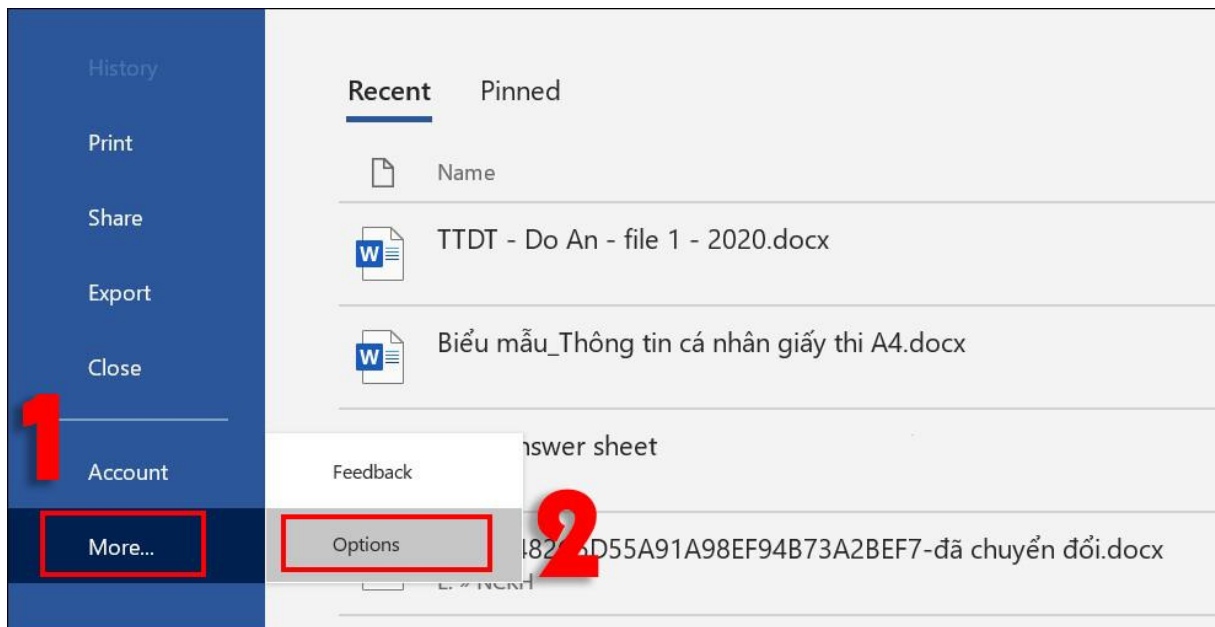 History
Print
Share
Export
Close
Account
More...
Recent Pinned
Name
TTDT - Do An - file 1 - 2020.docx
Biểu mẫu_Thông tin cá nhân giấy thi A4.docx
sheet
D55A91A98EF94B73A2BEF7-đã chuyển đổi.docx
NCKH
Feedback
Options
1
2